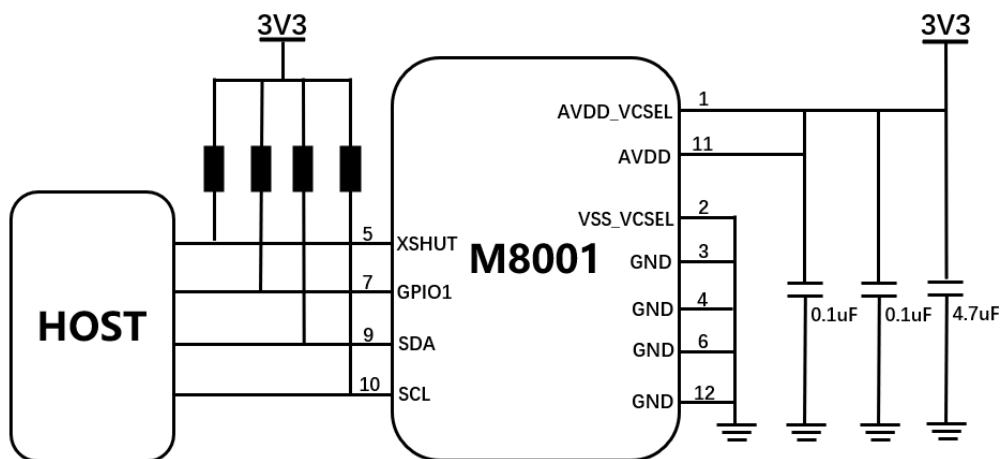 3V3
3V3
HOST
M8001
5 XSHUT
7 GPIO1
9 SDA
10 SCL
AVDD_VCSEL 1
AVDD 11
VSS_VCSEL 2
GND 3
GND 4
GND 6
GND 12
0.1uF
0.1uF
4.7uF